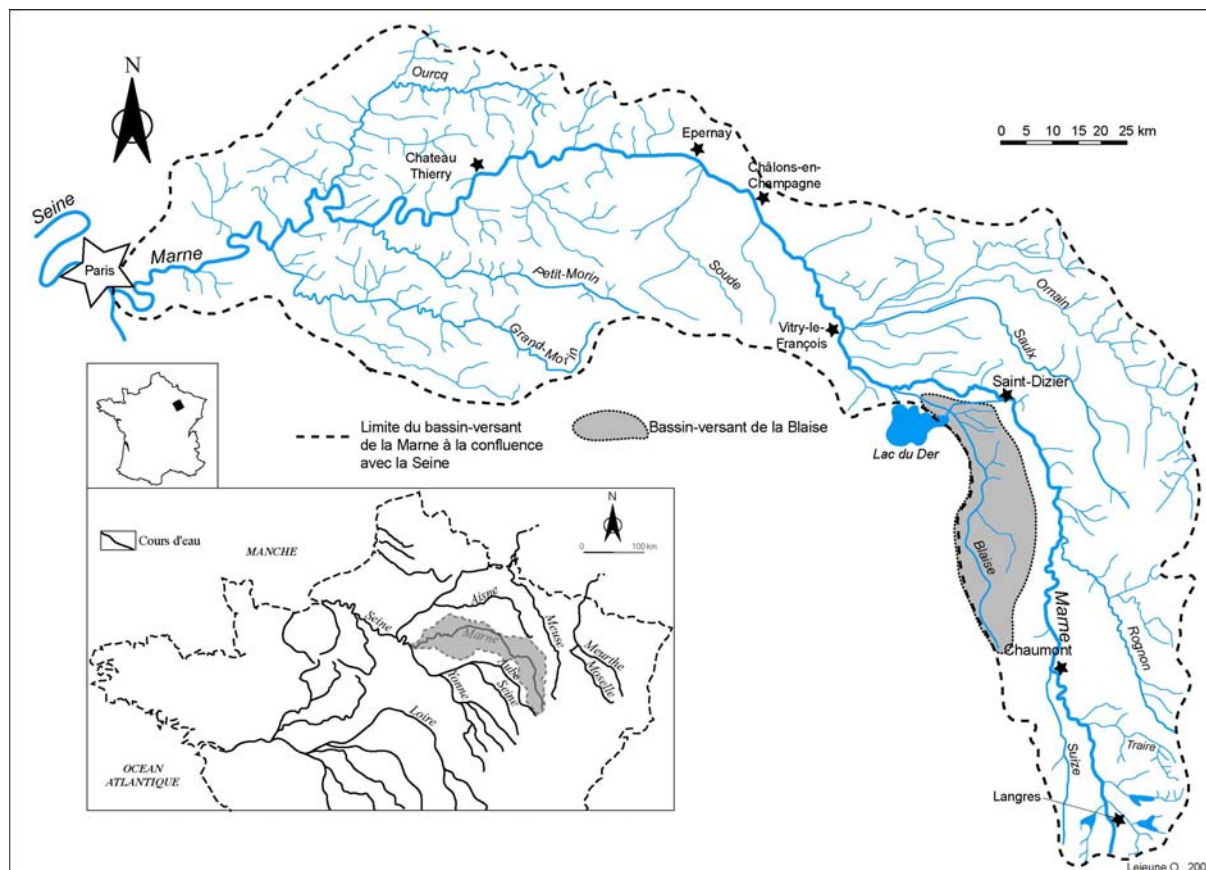 N
Ourcq
Epernay
0 5 10 15 20 25 km
Chateau
Thierry
Châlons-en-
Champagne
Seine
Paris
Marne
Petit-Morin
Soude
Ornain
Grand-Morin
Vitry-le-
François
Saulx
Saint-Dizier
Limite du bassin-versant
de la Marne à la confluence
avec la Seine
Bassin-versant de la Blaise
Lac du Der
Blaise
Marne
Chaumont
Rognon
Suize
Traire
Langres
Cours d'eau
MANCHE
N
0 100 km
Aisne
Seine
Marne
Meuse
Meurthe
Moselle
Aube
Seine
Yonne
Loire
OCEAN
ATLANTIQUE
Lejeune O., 200